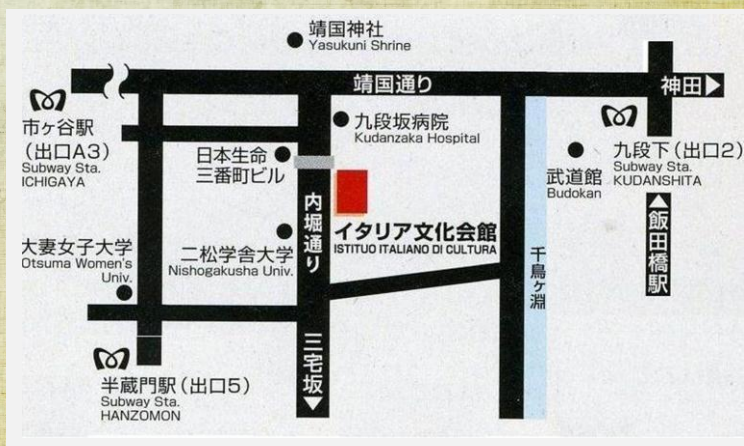 靖国神社
Yasukuni Shrine
靖国通り
神田▶
市ヶ谷駅
(出口A3)
Subway Sta.
ICHIGAYA
九段坂病院
Kudanzaka Hospital
日本生命
三番町ビル
九段下(出口2)
Subway Sta.
KUDANSHITA
武道館
Budokan
内堀通り
イタリア文化会館
ISTITUO ITALIANO DI CULTURA
▲飯田橋駅
大妻女子大学
Otsuma Women's
Univ.
二松学舎大学
Nishogakusha Univ.
千鳥ヶ淵
三宅坂▼
半蔵門駅(出口5)
Subway Sta.
HANZOMON